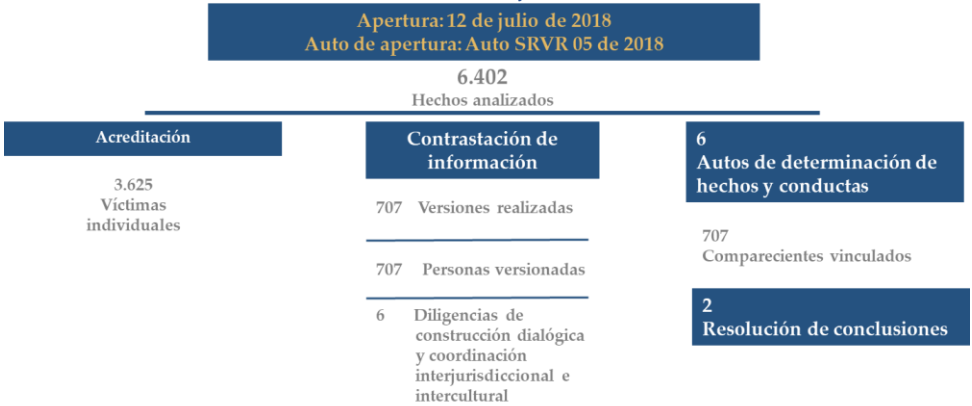 Apertura: 12 de julio de 2018
Auto de apertura: Auto SRVR 05 de 2018
6.402
Hechos analizados
Acreditación
3.625
Víctimas
individuales
Contrastación de
información
707 Versiones realizadas
707 Personas versionadas
6 Diligencias de
construcción dialógica
y coordinación
interjurisdiccional e
intercultural
6
Autos de determinación de
hechos y conductas
707
Comparecientes vinculados
2
Resolución de conclusiones